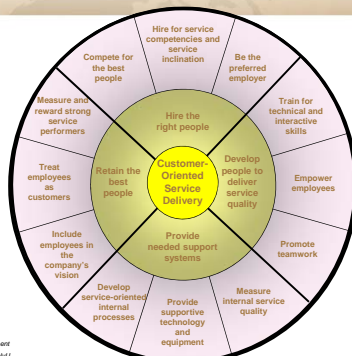 Hire for service
competencies and
service
inclination
Be the
preferred
employer
Train for
technical and
interactive
skills
Empower
employees
Promote
teamwork
Measure
internal service
quality
Provide
supportive
technology
and
equipment
Develop
service-oriented
internal
processes
Include
employees in
the
company's
vision
Treat
employees
as
customers
Measure and
reward strong
service
performers
Compete for
the best
people
Hire the
right people
Develop
people to
deliver
service
quality
Provide
needed support
systems
Retain the
best
people
Customer-
Oriented
Service
Delivery